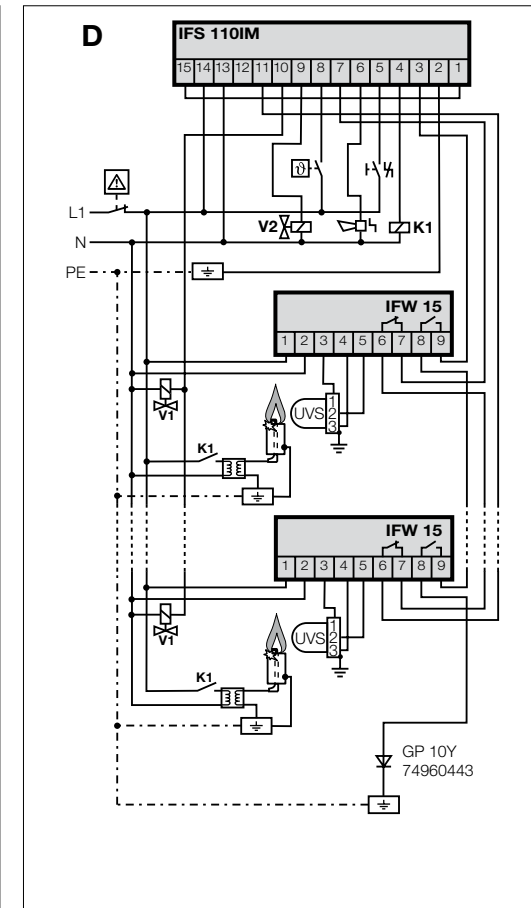 D
IFS 110IM
15 14 13 12 11 10 9 8 7 6 5 4 3 2 1
ϑ
L1
V2
K1
N
PE
IFW 15
1 2 3 4 5 6 7 8 9
V1
UVS
1
2
3
K1
IFW 15
1 2 3 4 5 6 7 8 9
V1
UVS
1
2
3
K1
GP 10Y
74960443